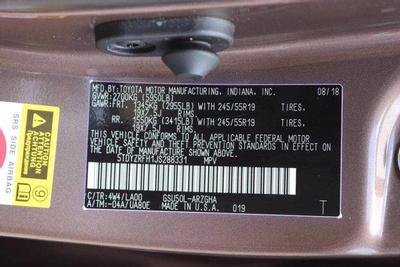 MFD.BY:TOYOTA MOTOR MANUFACTURING, INDIANA, INC. 08/18
GVWR:2700KG (5950LB)
GAWR:FRT. 1345KG (2955LB) WITH 245/55R19 TIRES,
RIMS,
RR. 1550KG (3415LB) WITH 245/55R19 TIRES,
RIMS,
THIS VEHICLE CONFORMS TO ALL APPLICABLE FEDERAL MOTOR
VEHICLE SAFETY AND THEFT PREVENTION STANDARDS IN EFFECT
ON THE DATE OF MANUFACTURE SHOWN ABOVE.
5TDYZRFH1JS288331 MPV
C/TR:4W4/LA00 GSU50L-ARZGHA
A/TM:-04A/UA80E MADE IN U.S.A. 019
T
SRS SIDE AIRBAG
9